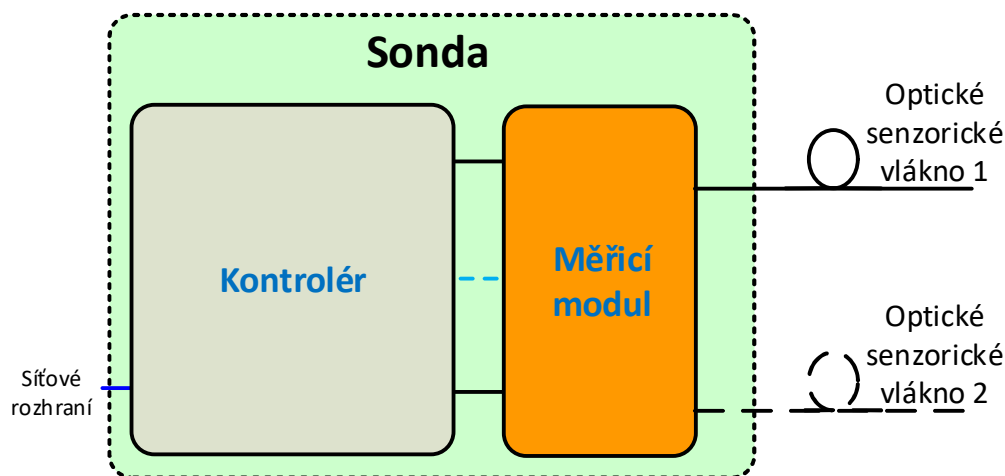 Sonda
Optické
senzorické
vlákno 1
Kontrolér
Měřicí
modul
Optické
senzorické
vlákno 2
Síťové
rozhraní